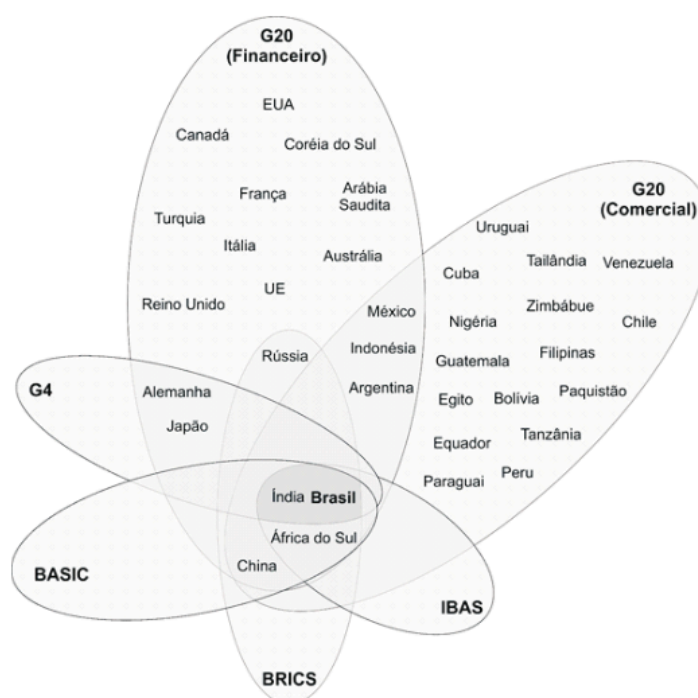 G20
(Financeiro)
EUA
Canadá
Coréia do Sul
França
Arábia
Saudita
Turquia
Itália
Austrália
UE
Reino Unido
México
Rússia
Indonésia
Argentina
G20
(Comercial)
Uruguai
Cuba
Tailândia
Venezuela
Zimbábue
Nigéria
Chile
Guatemala
Filipinas
Egito
Bolívia
Paquistão
Equador
Tanzânia
Paraguai
Peru
G4
Alemanha
Japão
Índia Brasil
África do Sul
China
BASIC
IBAS
BRICS